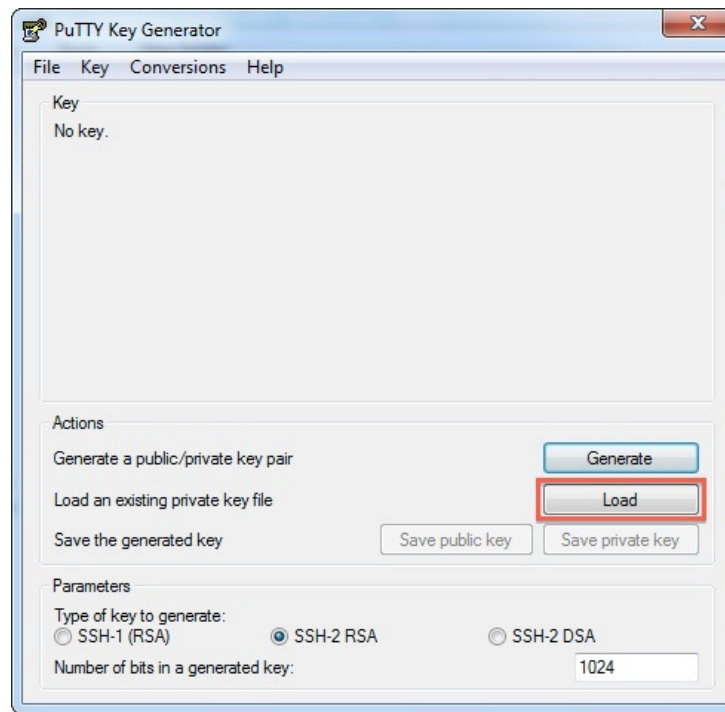 PuTTY Key Generator
X
File Key Conversions Help
Key
No key.
Actions
Generate a public/private key pair Generate
Load an existing private key file Load
Save the generated key Save public key Save private key
Parameters
Type of key to generate:
SSH-1 (RSA) SSH-2 RSA SSH-2 DSA
Number of bits in a generated key: 1024